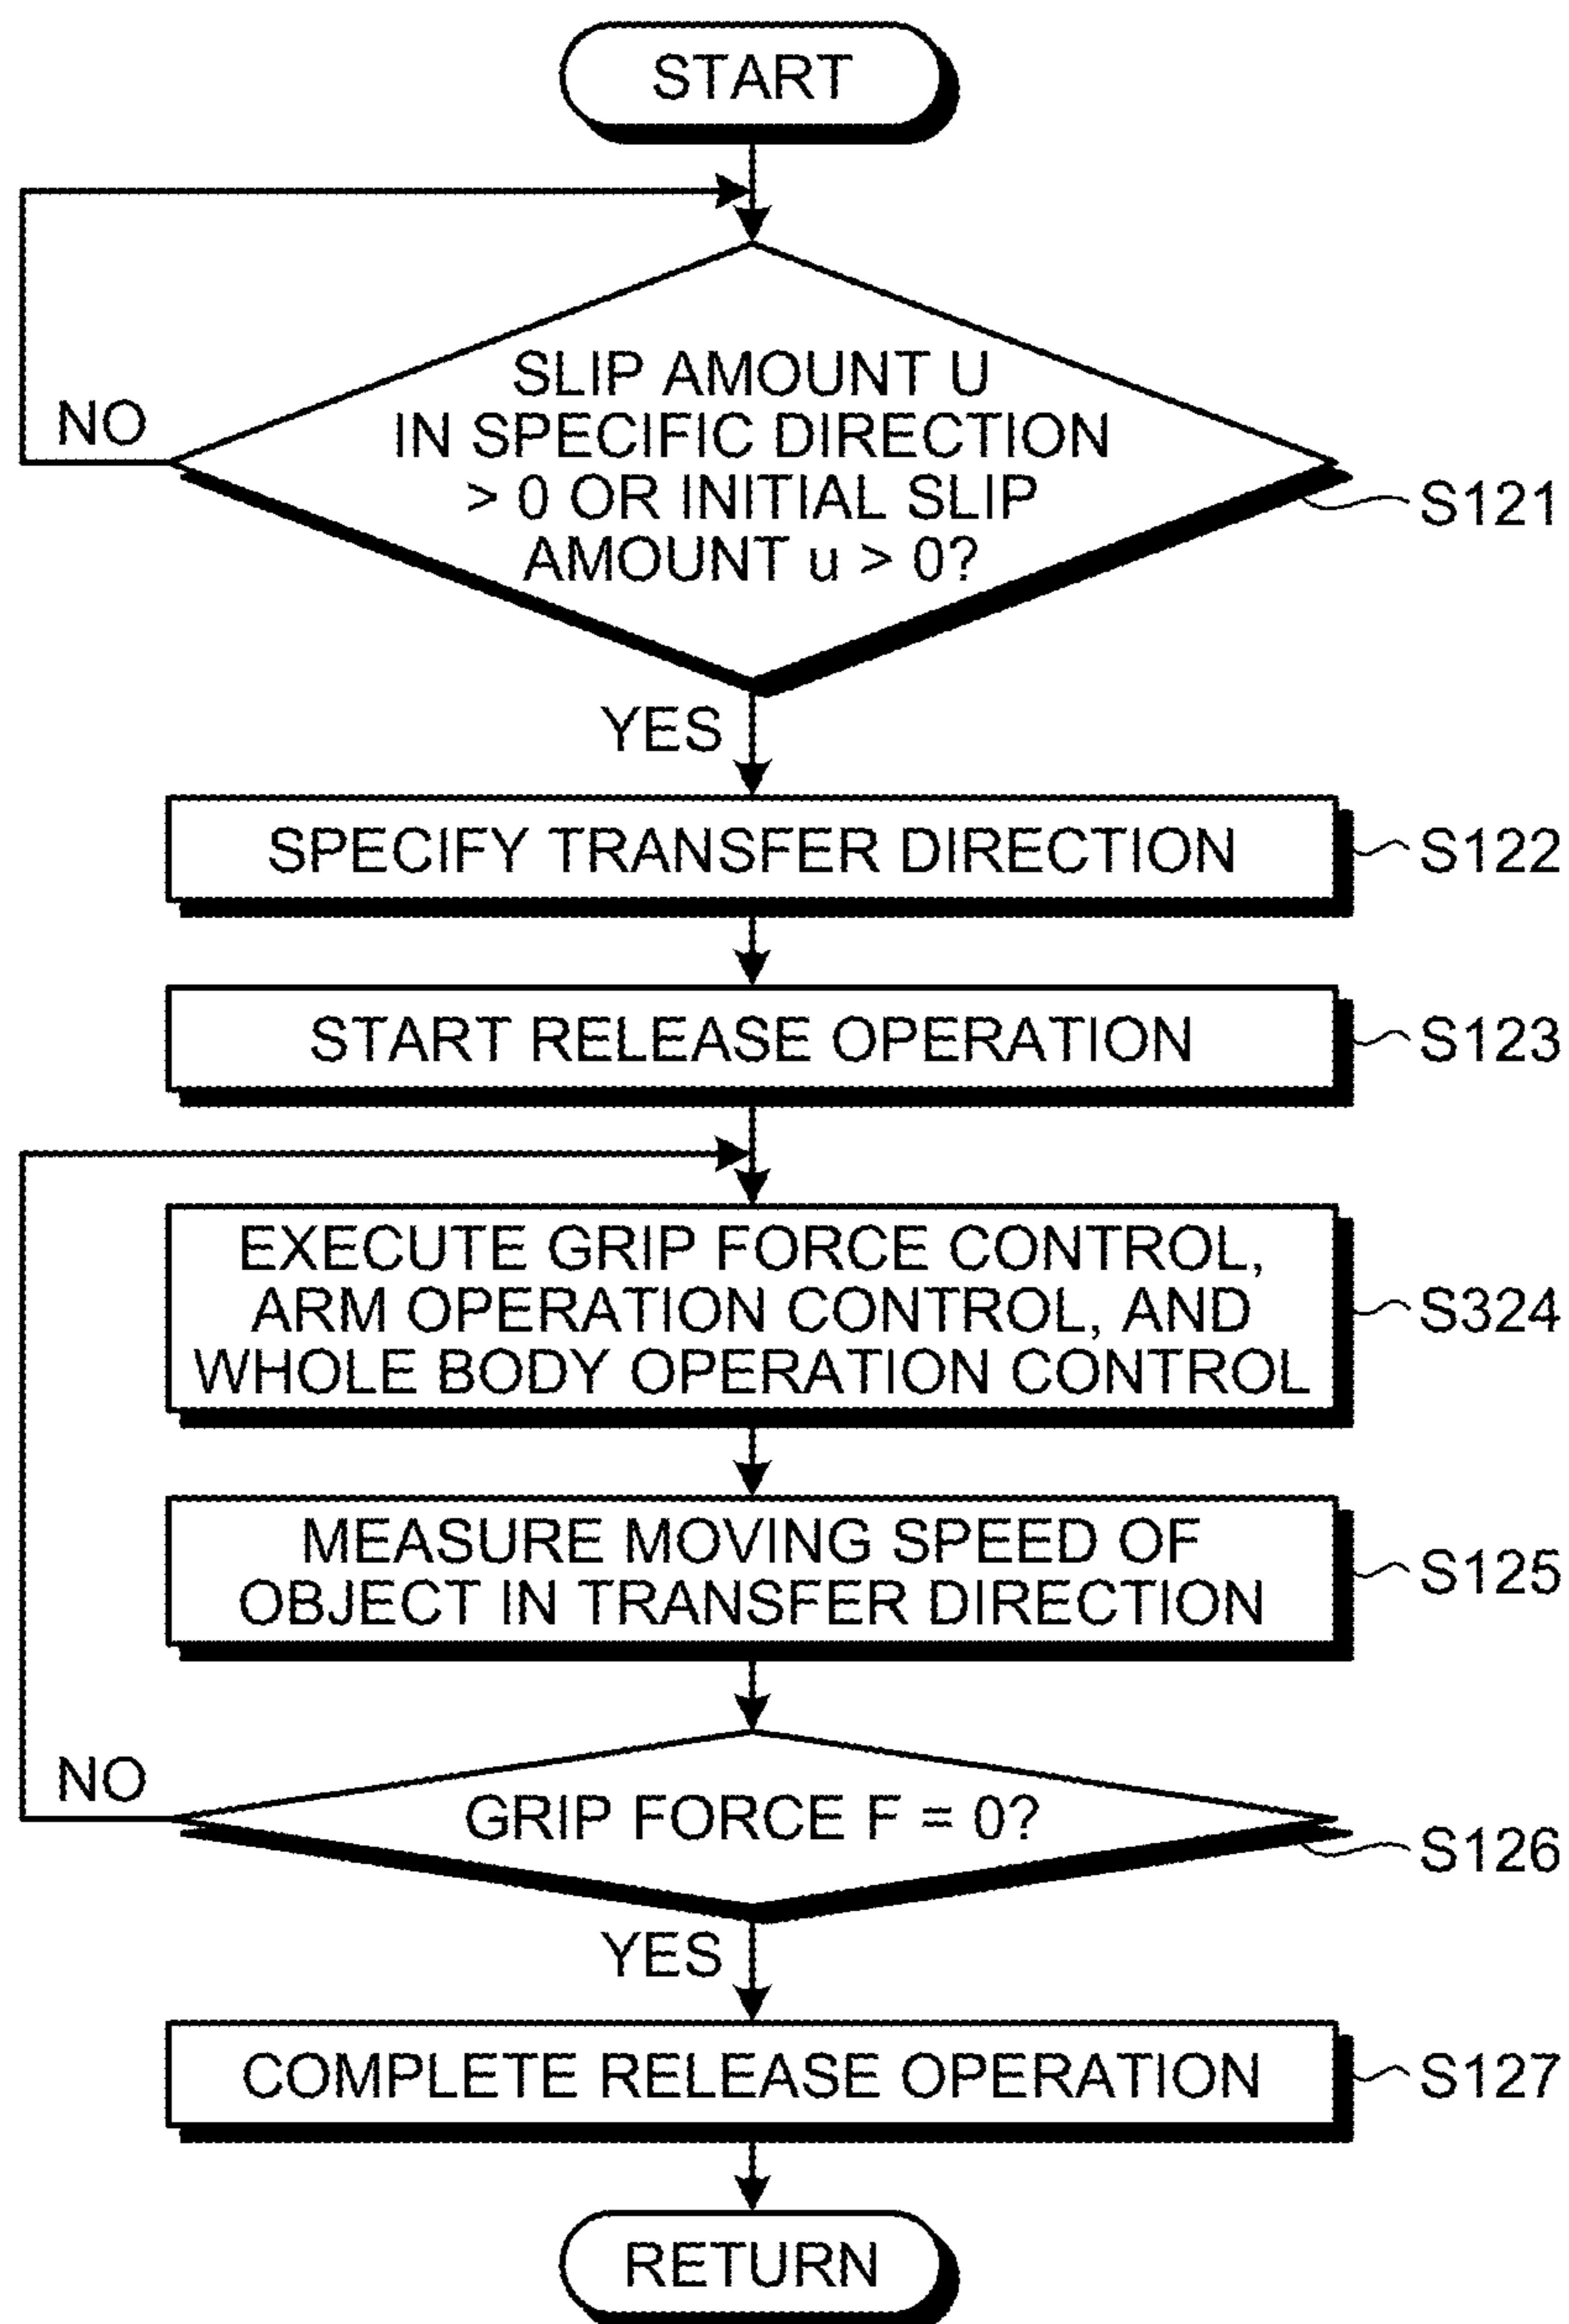 START
SLIP AMOUNT U
IN SPECIFIC DIRECTION
> 0 OR INITIAL SLIP
AMOUNT u > 0?
NO
S121
YES
SPECIFY TRANSFER DIRECTION
S122
START RELEASE OPERATION
S123
EXECUTE GRIP FORCE CONTROL,
ARM OPERATION CONTROL, AND
WHOLE BODY OPERATION CONTROL
S324
MEASURE MOVING SPEED OF
OBJECT IN TRANSFER DIRECTION
S125
NO
GRIP FORCE F = 0?
S126
YES
COMPLETE RELEASE OPERATION
S127
RETURN